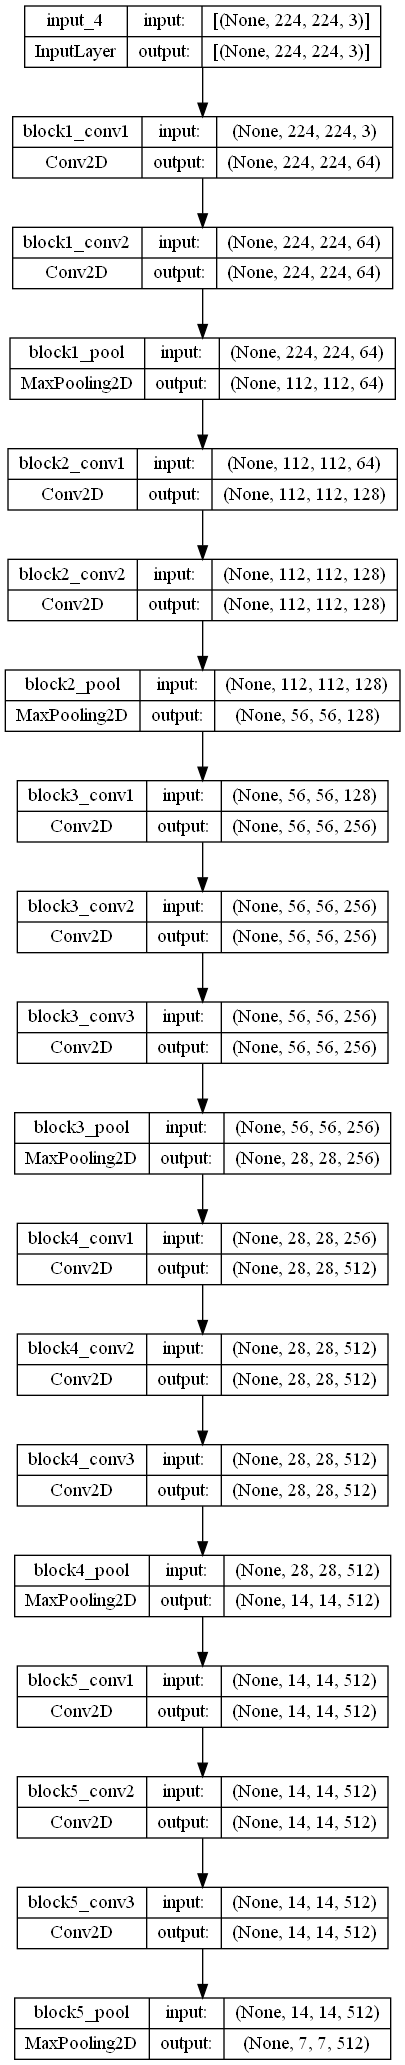 input_4 input: [(None, 224, 224, 3)]
InputLayer output: [(None, 224, 224, 3)]
block1_conv1 input: (None, 224, 224, 3)
Conv2D output: (None, 224, 224, 64)
block1_conv2 input: (None, 224, 224, 64)
Conv2D output: (None, 224, 224, 64)
block1_pool input: (None, 224, 224, 64)
MaxPooling2D output: (None, 112, 112, 64)
block2_conv1 input: (None, 112, 112, 64)
Conv2D output: (None, 112, 112, 128)
block2_conv2 input: (None, 112, 112, 128)
Conv2D output: (None, 112, 112, 128)
block2_pool input: (None, 112, 112, 128)
MaxPooling2D output: (None, 56, 56, 128)
block3_conv1 input: (None, 56, 56, 128)
Conv2D output: (None, 56, 56, 256)
block3_conv2 input: (None, 56, 56, 256)
Conv2D output: (None, 56, 56, 256)
block3_conv3 input: (None, 56, 56, 256)
Conv2D output: (None, 56, 56, 256)
block3_pool input: (None, 56, 56, 256)
MaxPooling2D output: (None, 28, 28, 256)
block4_conv1 input: (None, 28, 28, 256)
Conv2D output: (None, 28, 28, 512)
block4_conv2 input: (None, 28, 28, 512)
Conv2D output: (None, 28, 28, 512)
block4_conv3 input: (None, 28, 28, 512)
Conv2D output: (None, 28, 28, 512)
block4_pool input: (None, 28, 28, 512)
MaxPooling2D output: (None, 14, 14, 512)
block5_conv1 input: (None, 14, 14, 512)
Conv2D output: (None, 14, 14, 512)
block5_conv2 input: (None, 14, 14, 512)
Conv2D output: (None, 14, 14, 512)
block5_conv3 input: (None, 14, 14, 512)
Conv2D output: (None, 14, 14, 512)
block5_pool input: (None, 14, 14, 512)
MaxPooling2D output: (None, 7, 7, 512)